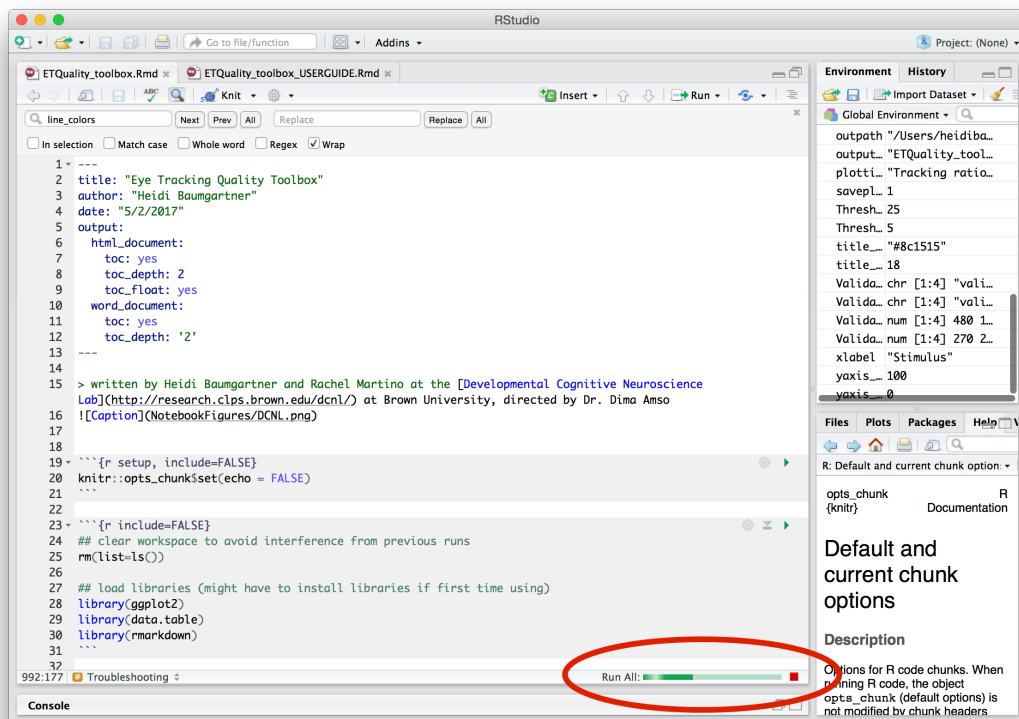 RStudio
Go to file/function
Addins
Project: (None)
ETQuality_toolbox.Rmd
ETQuality_toolbox_USERGUIDE.Rmd
ABC
Knit
Insert
Run
line_colors
Next
Prev
All
Replace
Replace
All
In selection
Match case
Whole word
Regex
Wrap
1 ---
2 title: "Eye Tracking Quality Toolbox"
3 author: "Heidi Baumgartner"
4 date: "5/2/2017"
5 output:
6 html_document:
7 toc: yes
8 toc_depth: 2
9 toc_float: yes
10 word_document:
11 toc: yes
12 toc_depth: '2'
13 ---
14
15 > written by Heidi Baumgartner and Rachel Martino at the [Developmental Cognitive Neuroscience
Lab](http://research.clps.brown.edu/dcnl/) at Brown University, directed by Dr. Dima Amso
16 ![Caption](NotebookFigures/DCNL.png)
17
18
19 ```{r setup, include=FALSE}
20 knitr::opts_chunk$set(echo = FALSE)
21 ```
22
23 ```{r include=FALSE}
24 ## clear workspace to avoid interference from previous runs
25 rm(list=ls())
26
27 ## load libraries (might have to install libraries if first time using)
28 library(ggplot2)
29 library(data.table)
30 library(rmarkdown)
31 ```
32
992:177
# Troubleshooting
Run All:
Console
Environment
History
Import Dataset
Global Environment
outpath "/Users/heidiba…
output… "ETQuality_tool…
plotti… "Tracking ratio…
savepl… 1
Thresh… 25
Thresh… 5
title_… "#8c1515"
title_… 18
Valida… chr [1:4] "vali…
Valida… chr [1:4] "vali…
Valida… num [1:4] 480 1…
Valida… num [1:4] 270 2…
xlabel "Stimulus"
yaxis_… 100
yaxis_… 0
Files
Plots
Packages
Help
R: Default and current chunk option:
opts_chunk R
{knitr} Documentation
Default and
current chunk
options
Description
Options for R code chunks. When
running R code, the object
opts_chunk (default options) is
not modified by chunk headers